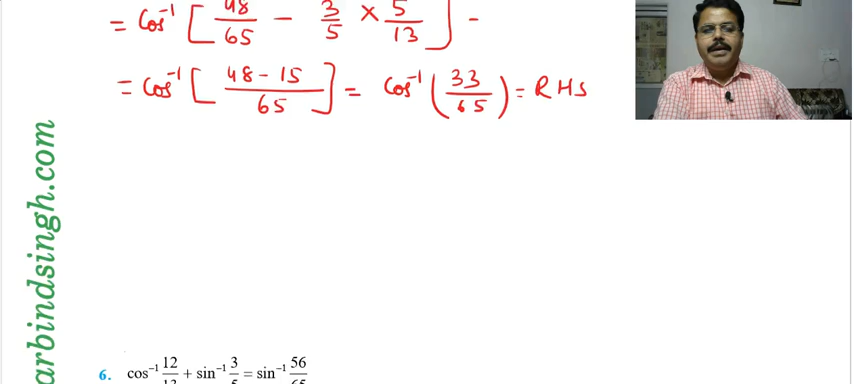 = Cos⁻¹ [ 48/65 − 3/5 × 5/13 ] −
= Cos⁻¹ [ (48 − 15)/65 ] = Cos⁻¹ ( 33/65 ) = RHS
arbindsingh.com
6. cos⁻¹ 12/13 + sin⁻¹ 3/5 = sin⁻¹ 56/65